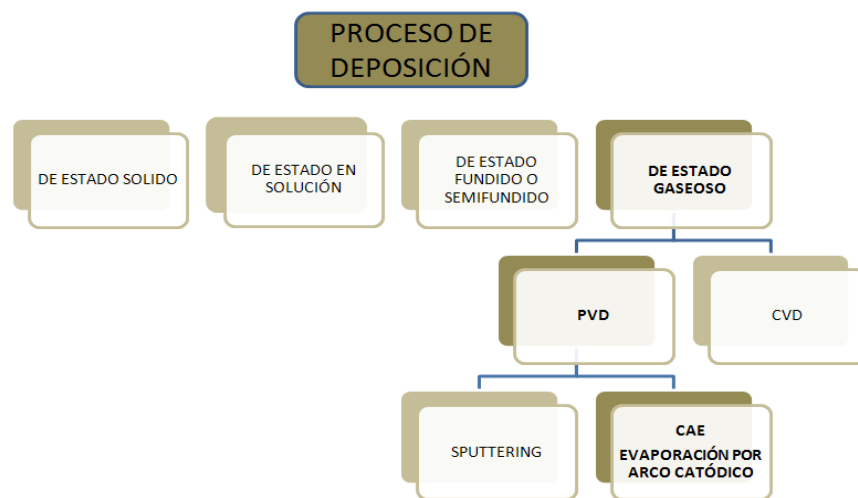 PROCESO DE
DEPOSICIÓN
DE ESTADO SOLIDO
DE ESTADO EN
SOLUCIÓN
DE ESTADO
FUNDIDO O
SEMIFUNDIDO
DE ESTADO
GASEOSO
PVD
CVD
SPUTTERING
CAE
EVAPORACIÓN POR
ARCO CATÓDICO